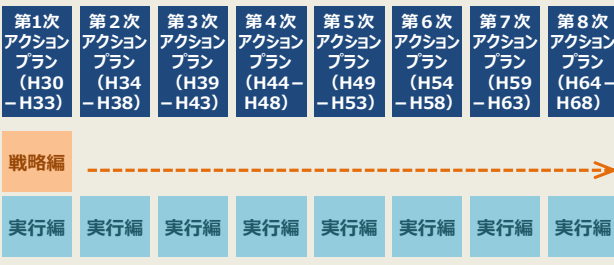 第1次
アクション
プラン
（H30
－H33）
第２次
アクション
プラン
（H34
－H38）
第３次
アクション
プラン
（H39
－H43）
第４次
アクション
プラン
（H44－
H48）
第５次
アクション
プラン
（H49
－H53）
第６次
アクション
プラン
（H54
－H58）
第７次
アクション
プラン
（H59
－H63）
第８次
アクション
プラン
（H64－
H68）
戦略編
実行編
実行編
実行編
実行編
実行編
実行編
実行編
実行編